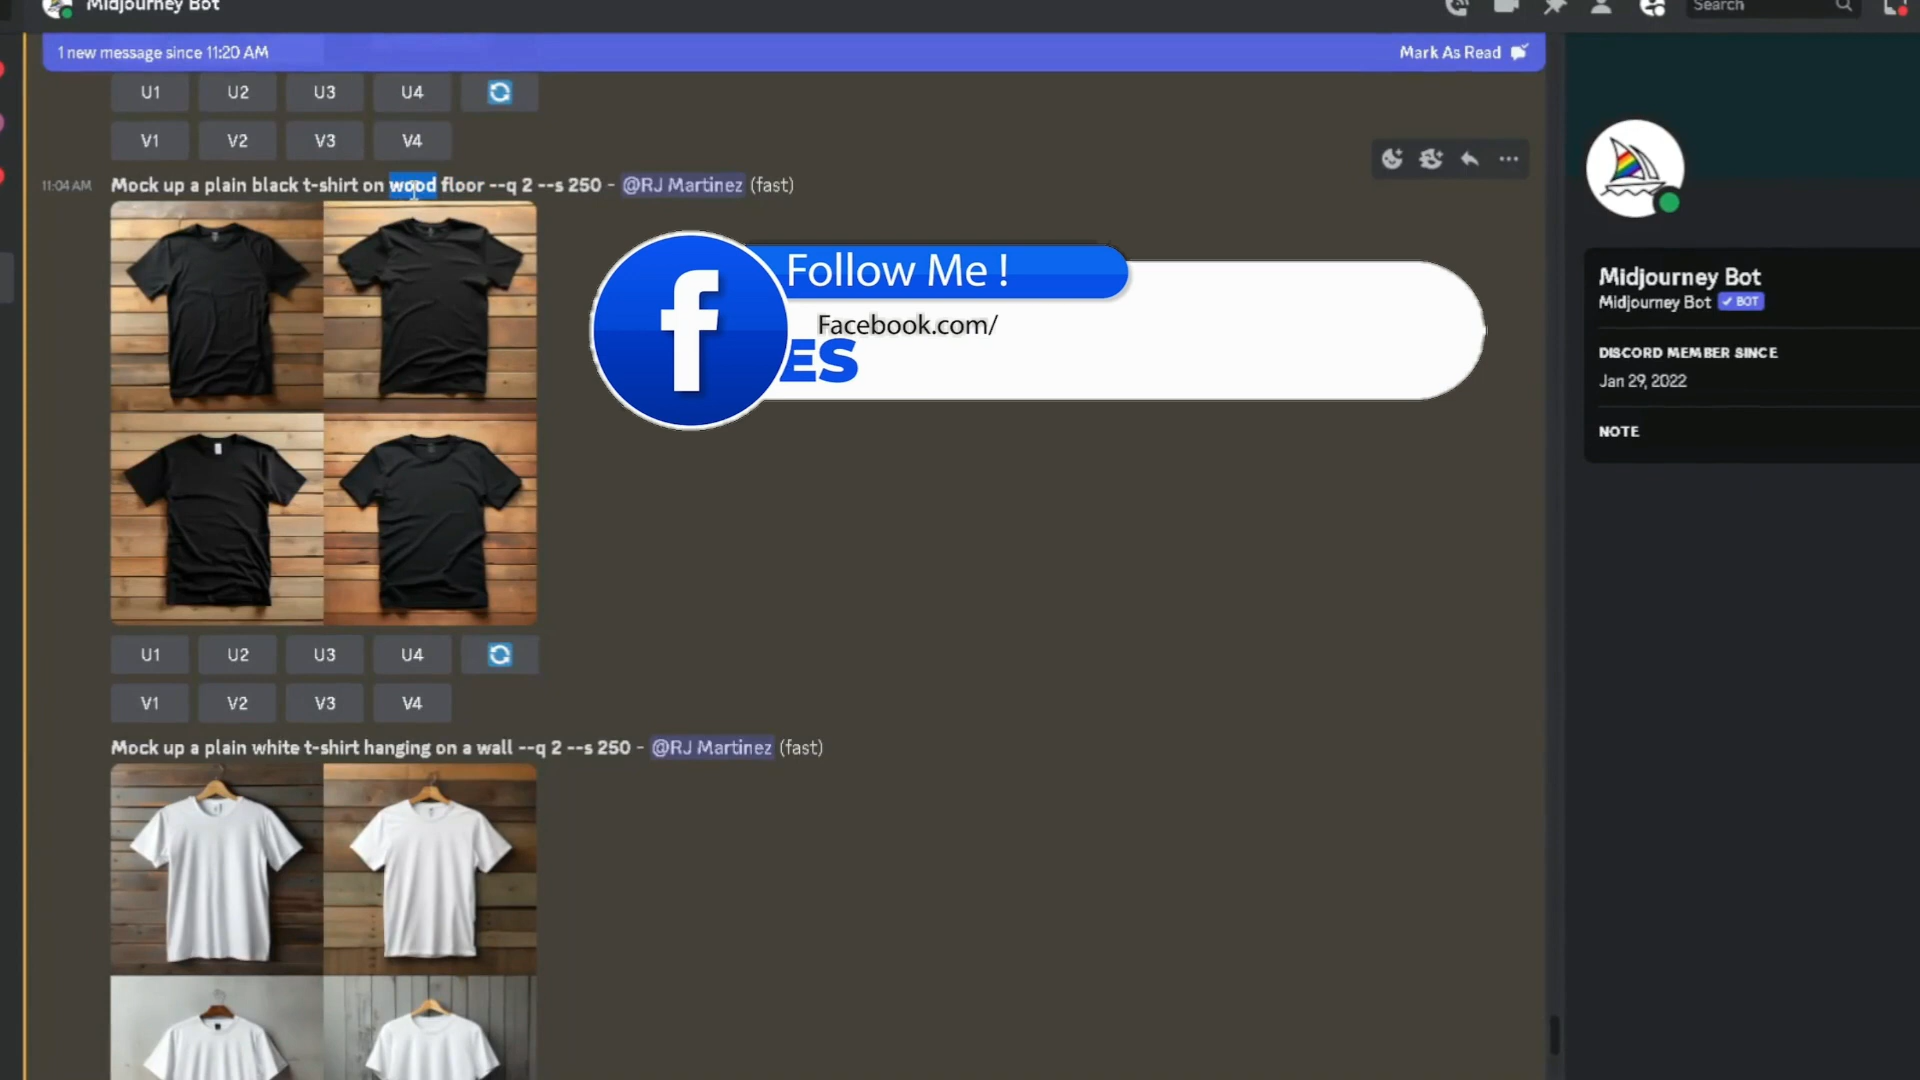 Midjourney Bot
Search
1 new message since 11:20 AM
Mark As Read
U1 U2 U3 U4
V1 V2 V3 V4
11:04 AM Mock up a plain black t-shirt on wood floor --q 2 --s 250 - @RJ Martinez (fast)
Follow Me !
Facebook.com/
ES
Midjourney Bot
Midjourney Bot ✓ BOT
DISCORD MEMBER SINCE
Jan 29, 2022
NOTE
U1 U2 U3 U4
V1 V2 V3 V4
Mock up a plain white t-shirt hanging on a wall --q 2 --s 250 - @RJ Martinez (fast)